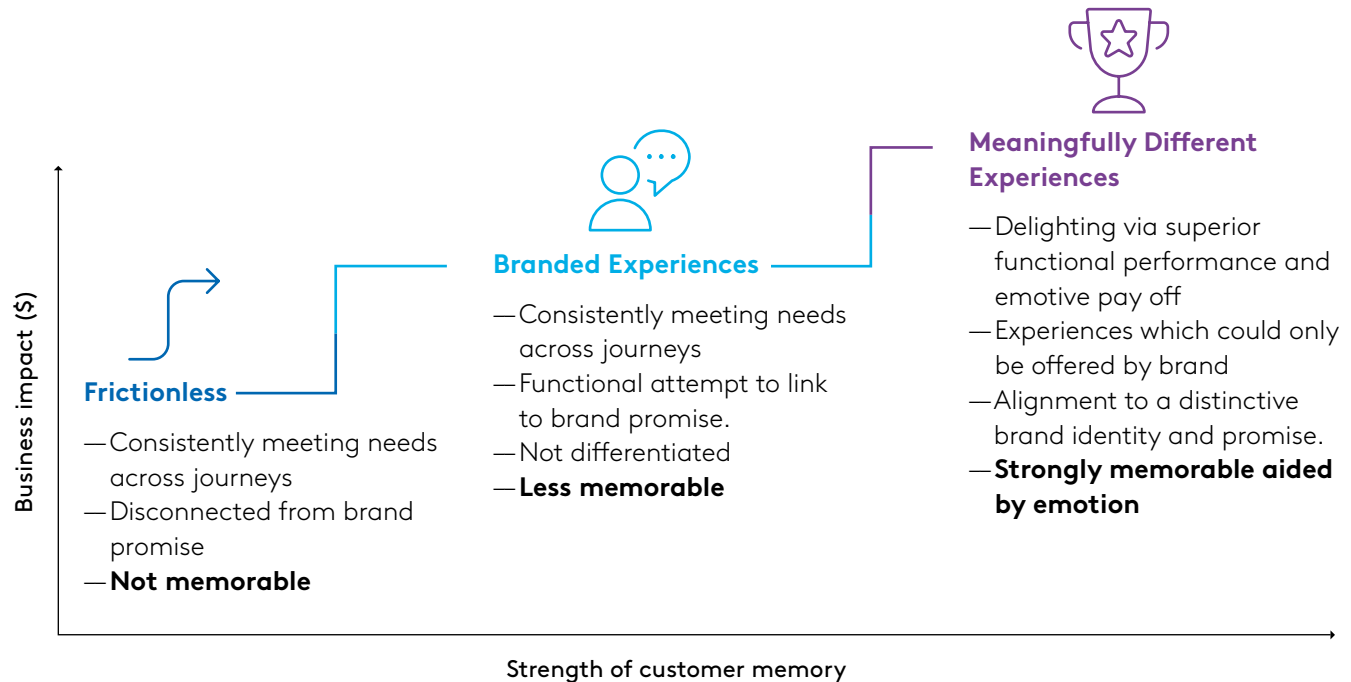 Business impact ($)
Frictionless
—Consistently meeting needs
across journeys
—Disconnected from brand
promise
—Not memorable
Branded Experiences
—Consistently meeting needs
across journeys
—Functional attempt to link
to brand promise.
—Not differentiated
—Less memorable
Meaningfully Different
Experiences
—Delighting via superior
functional performance and
emotive pay off
—Experiences which could only
be offered by brand
—Alignment to a distinctive
brand identity and promise.
—Strongly memorable aided
by emotion
Strength of customer memory